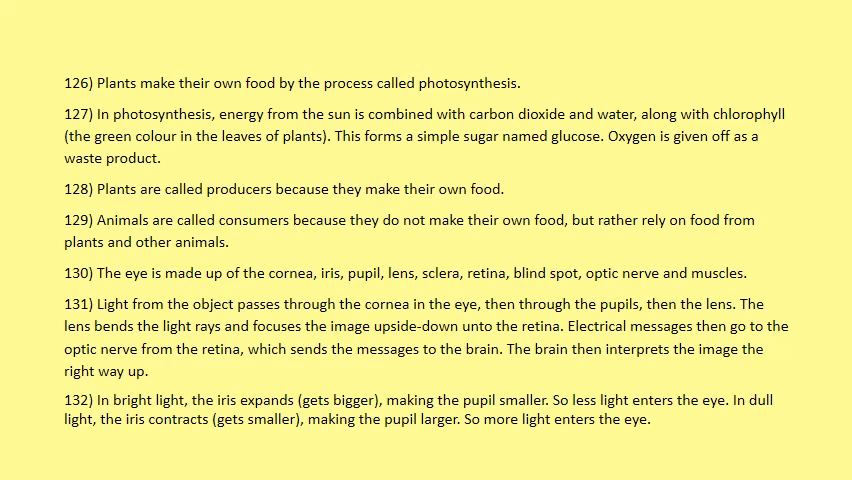 126) Plants make their own food by the process called photosynthesis.
127) In photosynthesis, energy from the sun is combined with carbon dioxide and water, along with chlorophyll
(the green colour in the leaves of plants). This forms a simple sugar named glucose. Oxygen is given off as a
waste product.
128) Plants are called producers because they make their own food.
129) Animals are called consumers because they do not make their own food, but rather rely on food from
plants and other animals.
130) The eye is made up of the cornea, iris, pupil, lens, sclera, retina, blind spot, optic nerve and muscles.
131) Light from the object passes through the cornea in the eye, then through the pupils, then the lens. The
lens bends the light rays and focuses the image upside-down unto the retina. Electrical messages then go to the
optic nerve from the retina, which sends the messages to the brain. The brain then interprets the image the
right way up.
132) In bright light, the iris expands (gets bigger), making the pupil smaller. So less light enters the eye. In dull
light, the iris contracts (gets smaller), making the pupil larger. So more light enters the eye.